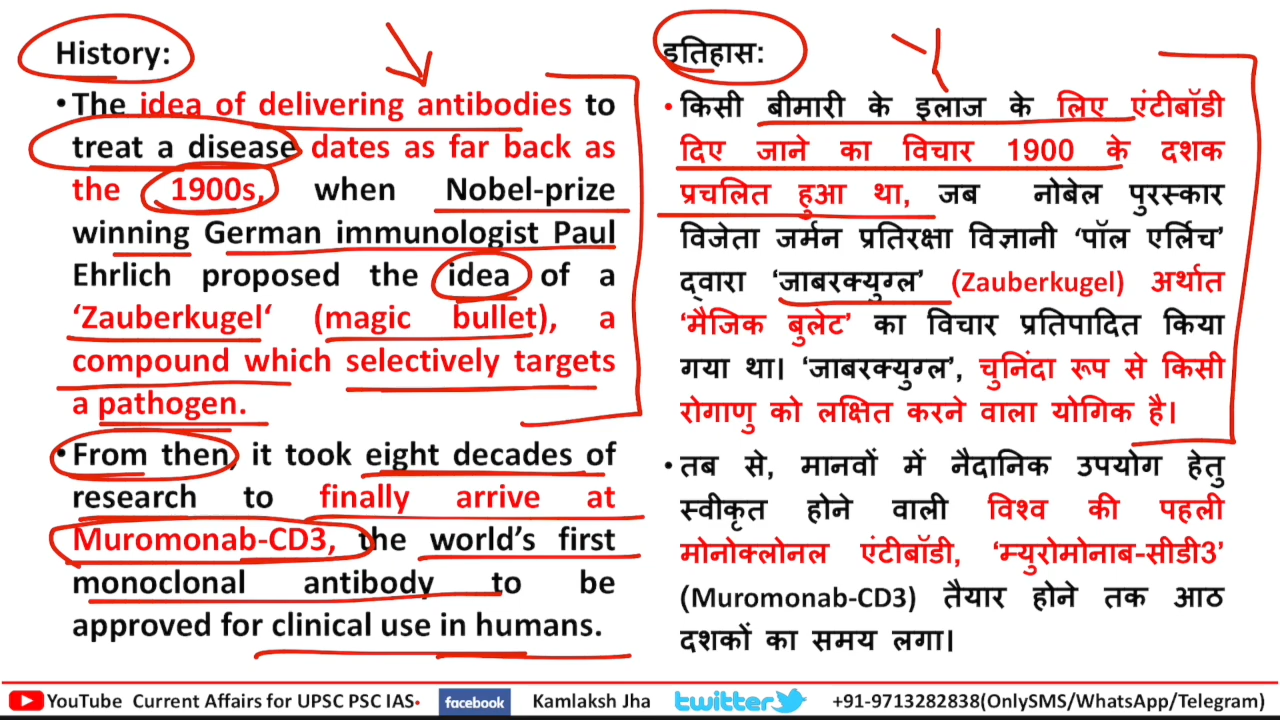 History:
•The idea of delivering antibodies to
treat a disease dates as far back as
the 1900s, when Nobel-prize
winning German immunologist Paul
Ehrlich proposed the idea of a
‘Zauberkugel‘ (magic bullet), a
compound which selectively targets
a pathogen.
•From then, it took eight decades of
research to finally arrive at
Muromonab-CD3, the world’s first
monoclonal antibody to be
approved for clinical use in humans.
इतिहास:
•किसी बीमारी के इलाज के लिए एंटीबॉडी
दिए जाने का विचार 1900 के दशक
प्रचलित हुआ था, जब नोबेल पुरस्कार
विजेता जर्मन प्रतिरक्षा विज्ञानी ‘पॉल एर्लिच’
द्वारा ‘जाबरक्युग्ल’ (Zauberkugel) अर्थात
‘मैजिक बुलेट’ का विचार प्रतिपादित किया
गया था। ‘जाबरक्युग्ल’, चुनिंदा रूप से किसी
रोगाणु को लक्षित करने वाला योगिक है।
•तब से, मानवों में नैदानिक उपयोग हेतु
स्वीकृत होने वाली विश्व की पहली
मोनोक्लोनल एंटीबॉडी, ‘म्युरोमोनाब-सीडी3’
(Muromonab-CD3) तैयार होने तक आठ
दशकों का समय लगा।
YouTube Current Affairs for UPSC PSC IAS• facebook Kamlaksh Jha twitter +91-9713282838(OnlySMS/WhatsApp/Telegram)